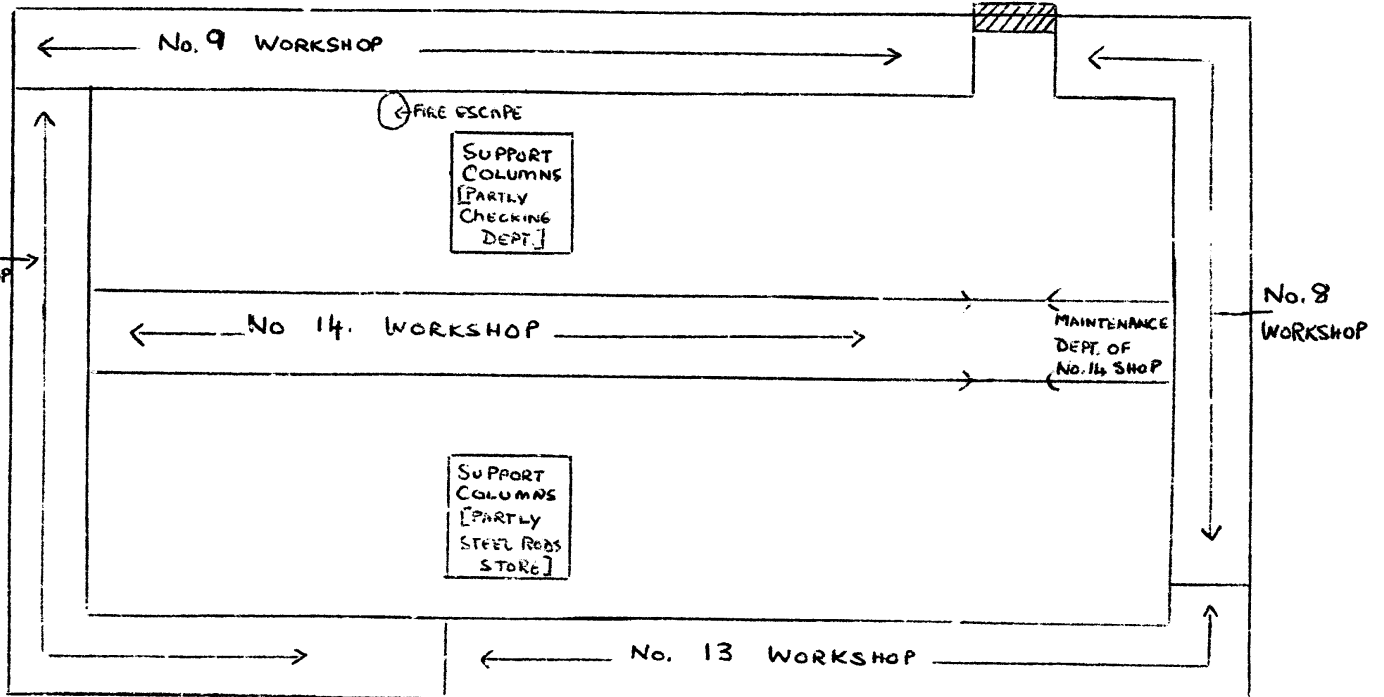 No. 9 WORKSHOP
←FIRE ESCAPE
SUPPORT
COLUMNS
[PARTLY
CHECKING
DEPT.]
P
No 14. WORKSHOP
MAINTENANCE
DEPT. OF
No. 14 SHOP
No. 8
WORKSHOP
SUPPORT
COLUMNS
[PARTLY
STEEL RODS
STORE]
No. 13 WORKSHOP